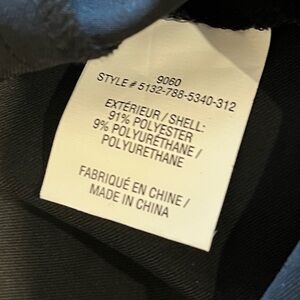 9060
STYLE # 5132-788-5340-312
EXTÉRIEUR / SHELL:
91% POLYESTER
9% POLYURÉTHANE /
POLYURETHANE
FABRIQUÉ EN CHINE /
MADE IN CHINA